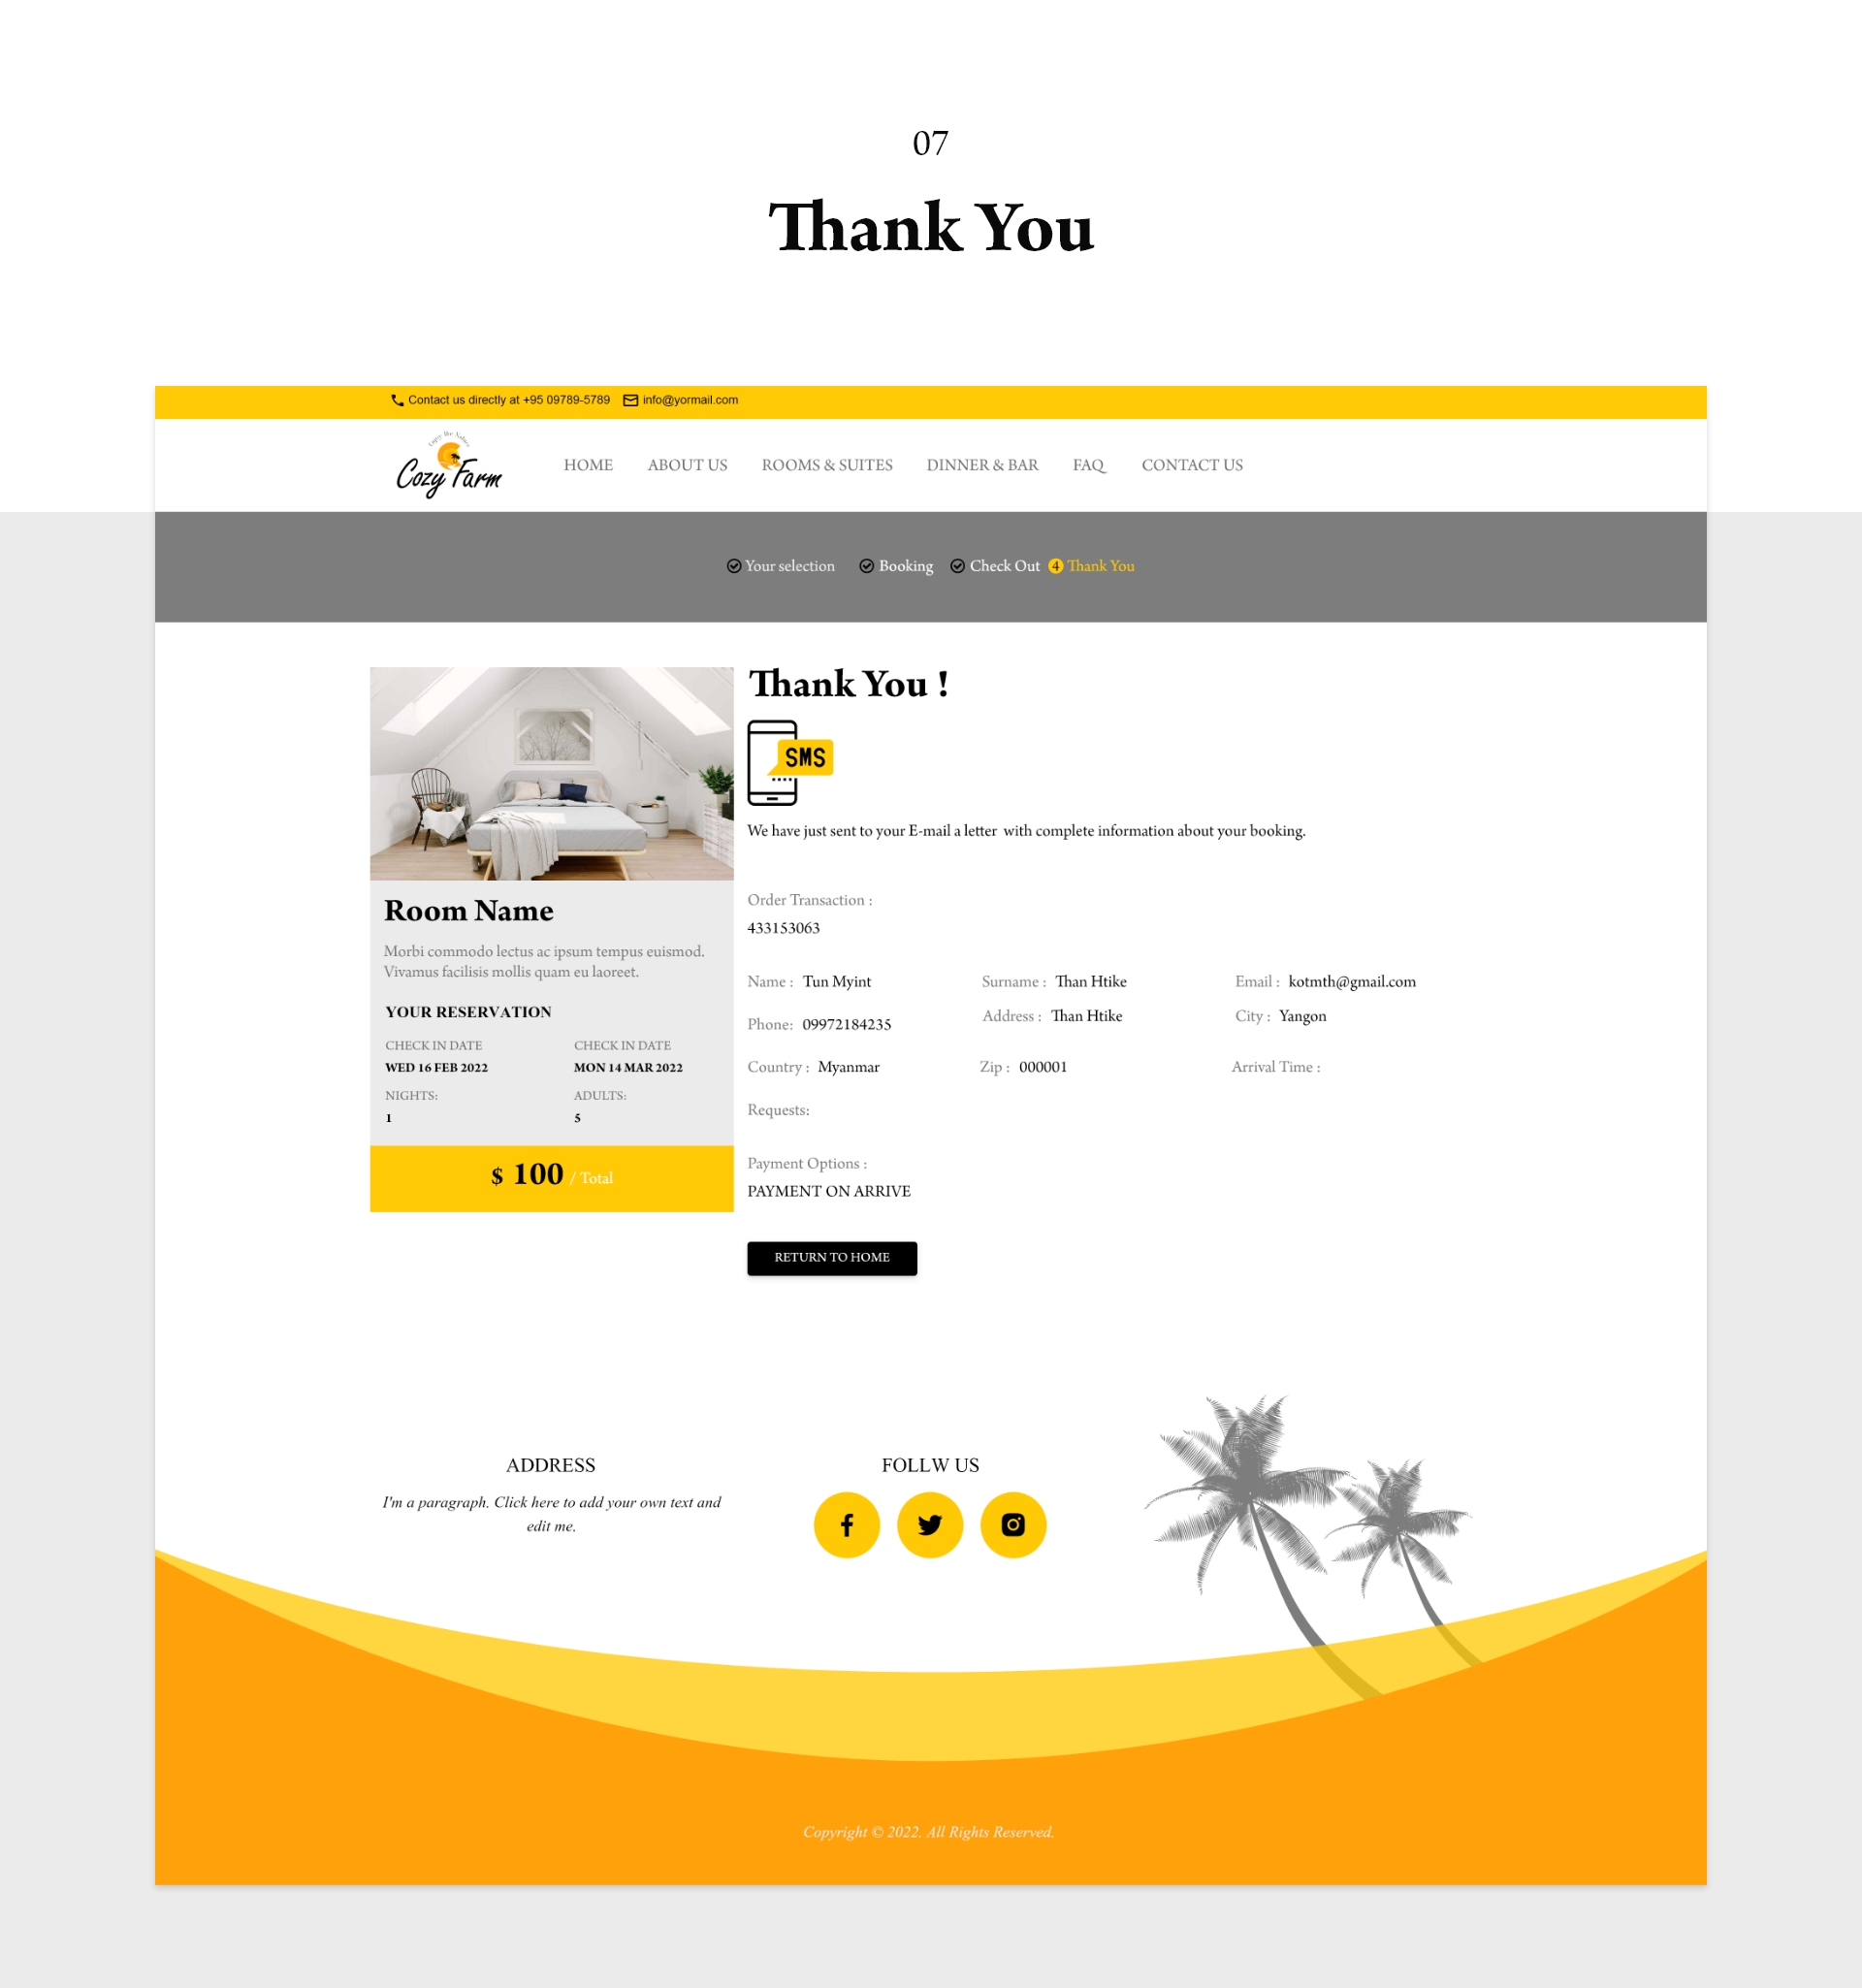 07
Thank You
Contact us directly at +95 09789-5789 info@yormail.com
Enjoy The Nature
Cozy Farm
HOME ABOUT US ROOMS & SUITES DINNER & BAR FAQ CONTACT US
Your selection Booking Check Out 4 Thank You
Thank You !
SMS
We have just sent to your E-mail a letter with complete information about your booking.
Order Transaction :
433153063
Name : Tun Myint Surname : Than Htike Email : kotmth@gmail.com
Phone: 09972184235 Address : Than Htike City : Yangon
Country : Myanmar Zip : 000001 Arrival Time :
Requests:
Payment Options :
PAYMENT ON ARRIVE
RETURN TO HOME
Room Name
Morbi commodo lectus ac ipsum tempus euismod.
Vivamus facilisis mollis quam eu laoreet.
YOUR RESERVATION
CHECK IN DATE CHECK IN DATE
WED 16 FEB 2022 MON 14 MAR 2022
NIGHTS: ADULTS:
1 5
$ 100 / Total
ADDRESS
I'm a paragraph. Click here to add your own text and
edit me.
FOLLW US
Copyright © 2022. All Rights Reserved.